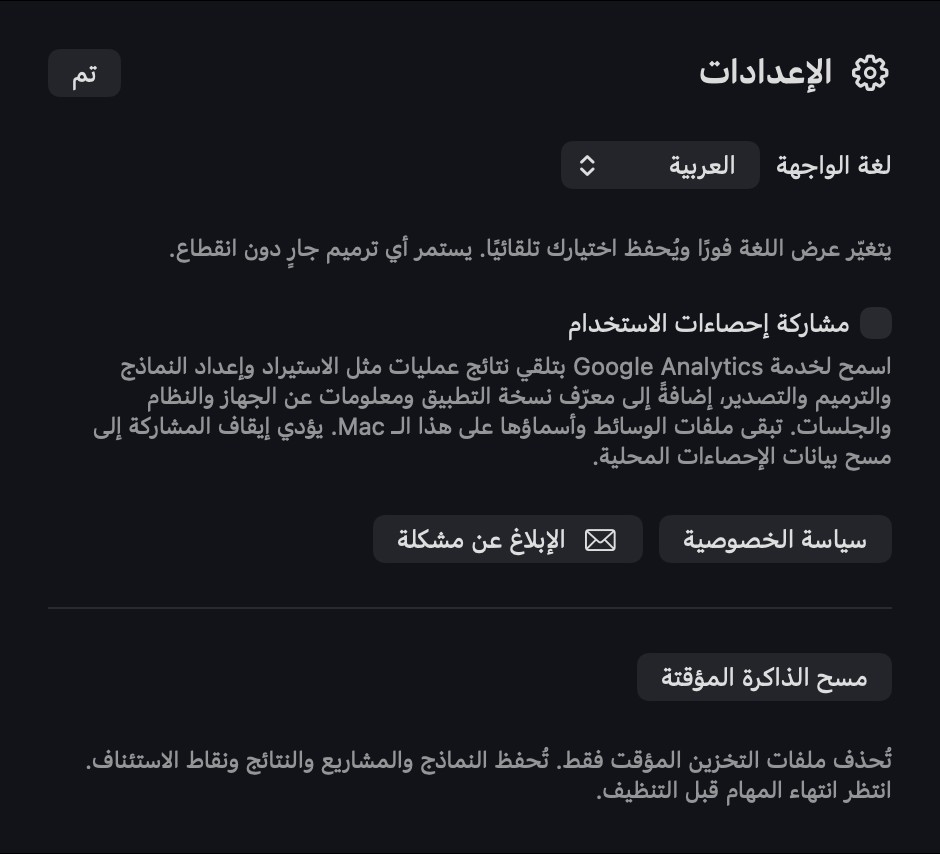 الإعدادات
تم
لغة الواجهة
العربية
يتغيّر عرض اللغة فورًا ويُحفظ اختيارك تلقائيًا. يستمر أي ترميم جارٍ دون انقطاع.
مشاركة إحصاءات الاستخدام
اسمح لخدمة Google Analytics بتلقي نتائج عمليات مثل الاستيراد وإعداد النماذج
والترميم والتصدير، إضافةً إلى معرّف نسخة التطبيق ومعلومات عن الجهاز والنظام
والجلسات. تبقى ملفات الوسائط وأسماؤها على هذا الـ Mac. يؤدي إيقاف المشاركة إلى
مسح بيانات الإحصاءات المحلية.
سياسة الخصوصية
الإبلاغ عن مشكلة
مسح الذاكرة المؤقتة
تُحذف ملفات التخزين المؤقت فقط. تُحفظ النماذج والمشاريع والنتائج ونقاط الاستئناف.
انتظر انتهاء المهام قبل التنظيف.